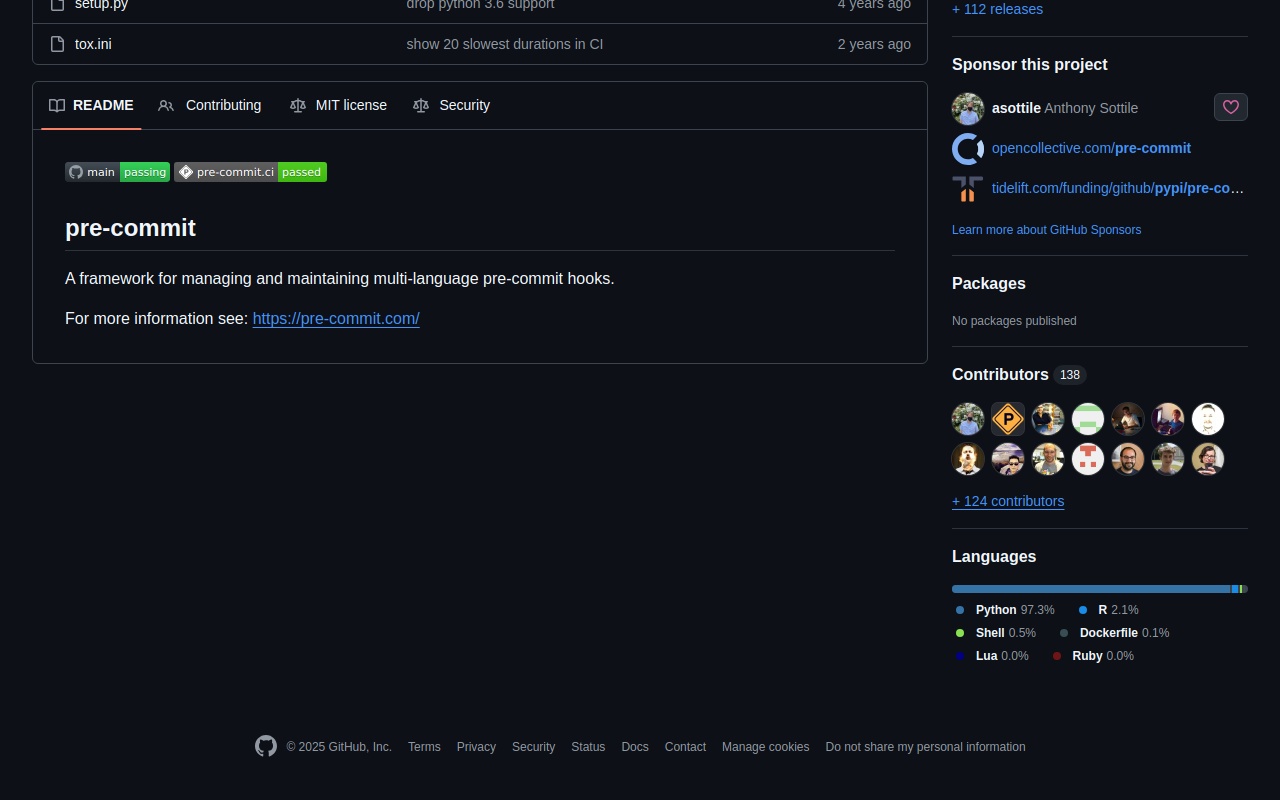 setup.py drop python 3.6 support 4 years ago
tox.ini show 20 slowest durations in CI 2 years ago
README Contributing MIT license Security
main passing pre-commit.ci passed
pre-commit
A framework for managing and maintaining multi-language pre-commit hooks.
For more information see: https://pre-commit.com/
+ 112 releases
Sponsor this project
asottile Anthony Sottile
opencollective.com/pre-commit
tidelift.com/funding/github/pypi/pre-co…
Learn more about GitHub Sponsors
Packages
No packages published
Contributors 138
P
+ 124 contributors
Languages
Python 97.3% R 2.1%
Shell 0.5% Dockerfile 0.1%
Lua 0.0% Ruby 0.0%
© 2025 GitHub, Inc. Terms Privacy Security Status Docs Contact Manage cookies Do not share my personal information